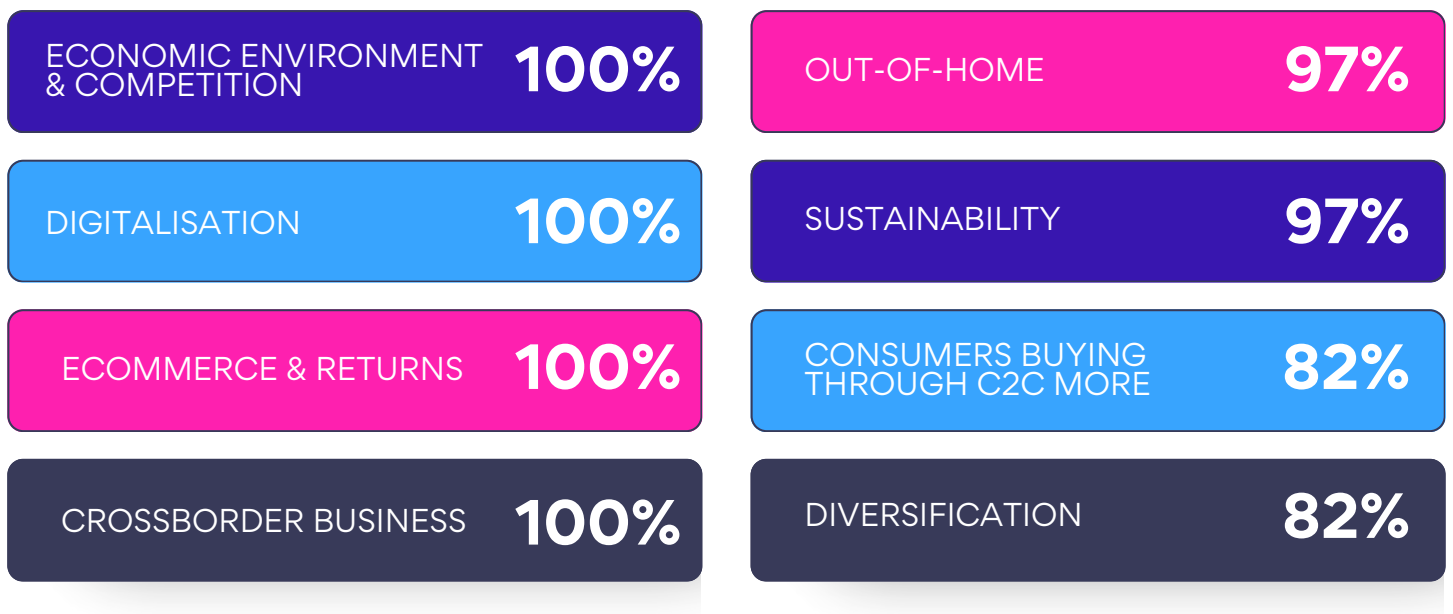 ECONOMIC ENVIRONMENT
& COMPETITION
100%
DIGITALISATION
100%
ECOMMERCE & RETURNS
100%
CROSSBORDER BUSINESS
100%
OUT-OF-HOME
97%
SUSTAINABILITY
97%
CONSUMERS BUYING
THROUGH C2C MORE
82%
DIVERSIFICATION
82%